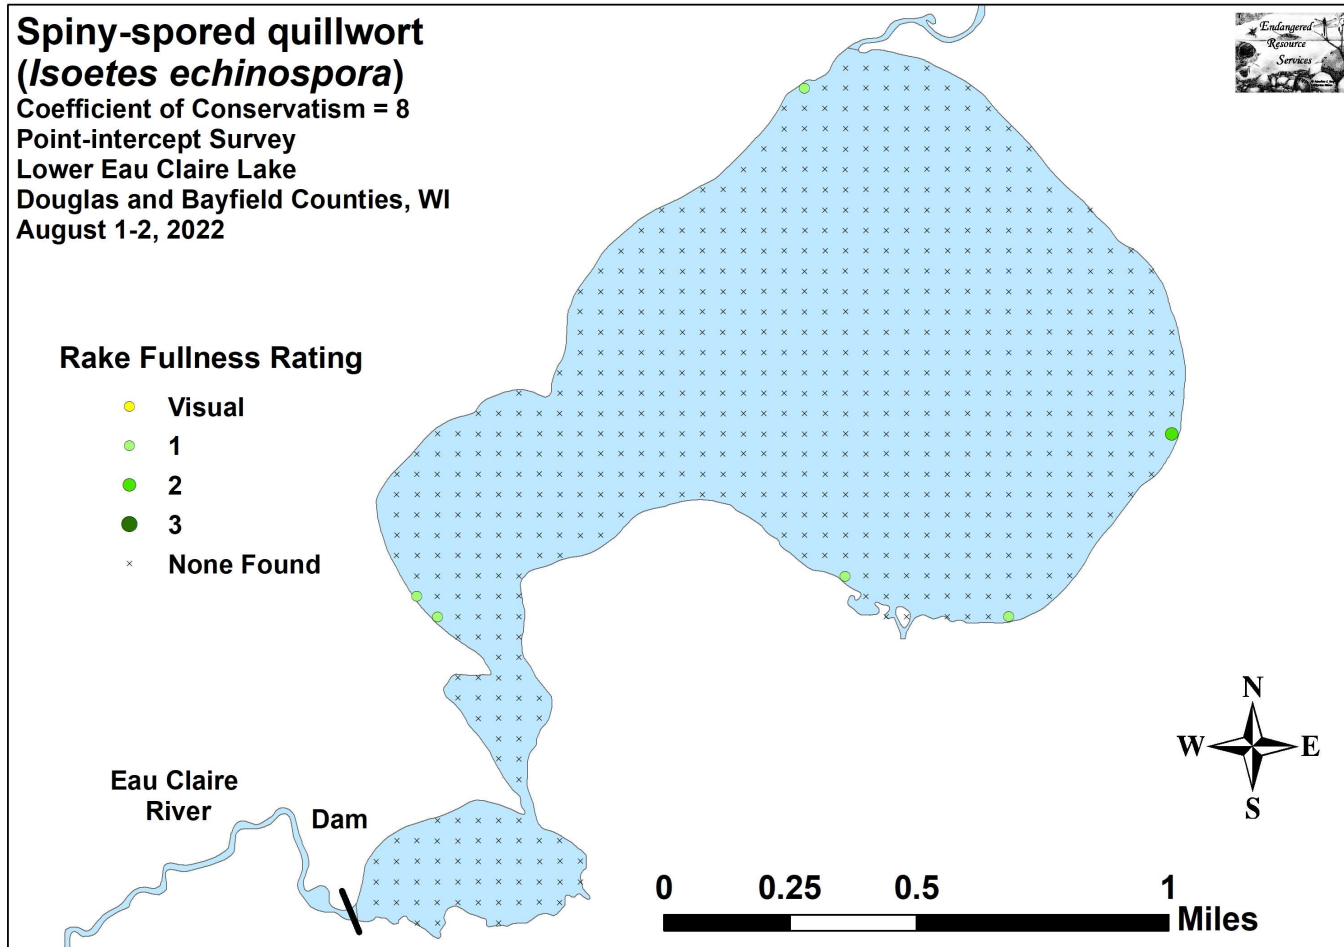 Spiny-spored quillwort
(Isoetes echinospora)
Coefficient of Conservatism = 8
Point-intercept Survey
Lower Eau Claire Lake
Douglas and Bayfield Counties, WI
August 1-2, 2022
Endangered
Resource
Services
Rake Fullness Rating
Visual
1
2
3
None Found
Eau Claire
River
Dam
N
W
E
S
0 0.25 0.5 1
Miles